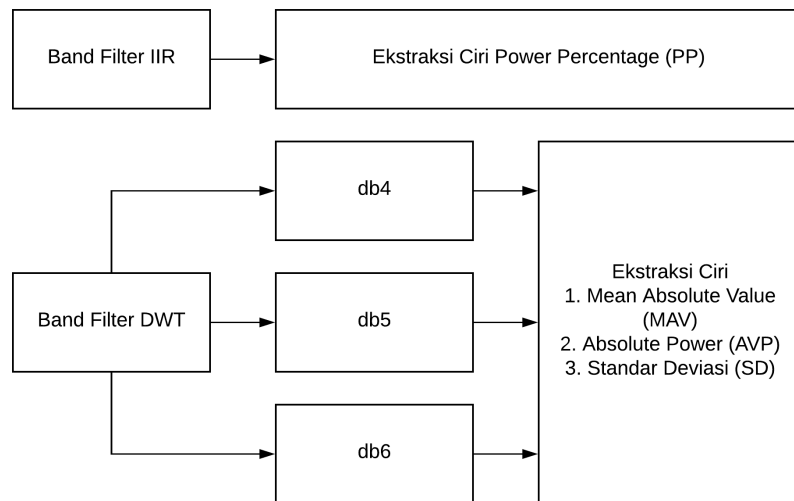 Band Filter IIR
Ekstraksi Ciri Power Percentage (PP)
db4
Band Filter DWT
db5
db6
Ekstraksi Ciri
1. Mean Absolute Value
(MAV)
2. Absolute Power (AVP)
3. Standar Deviasi (SD)